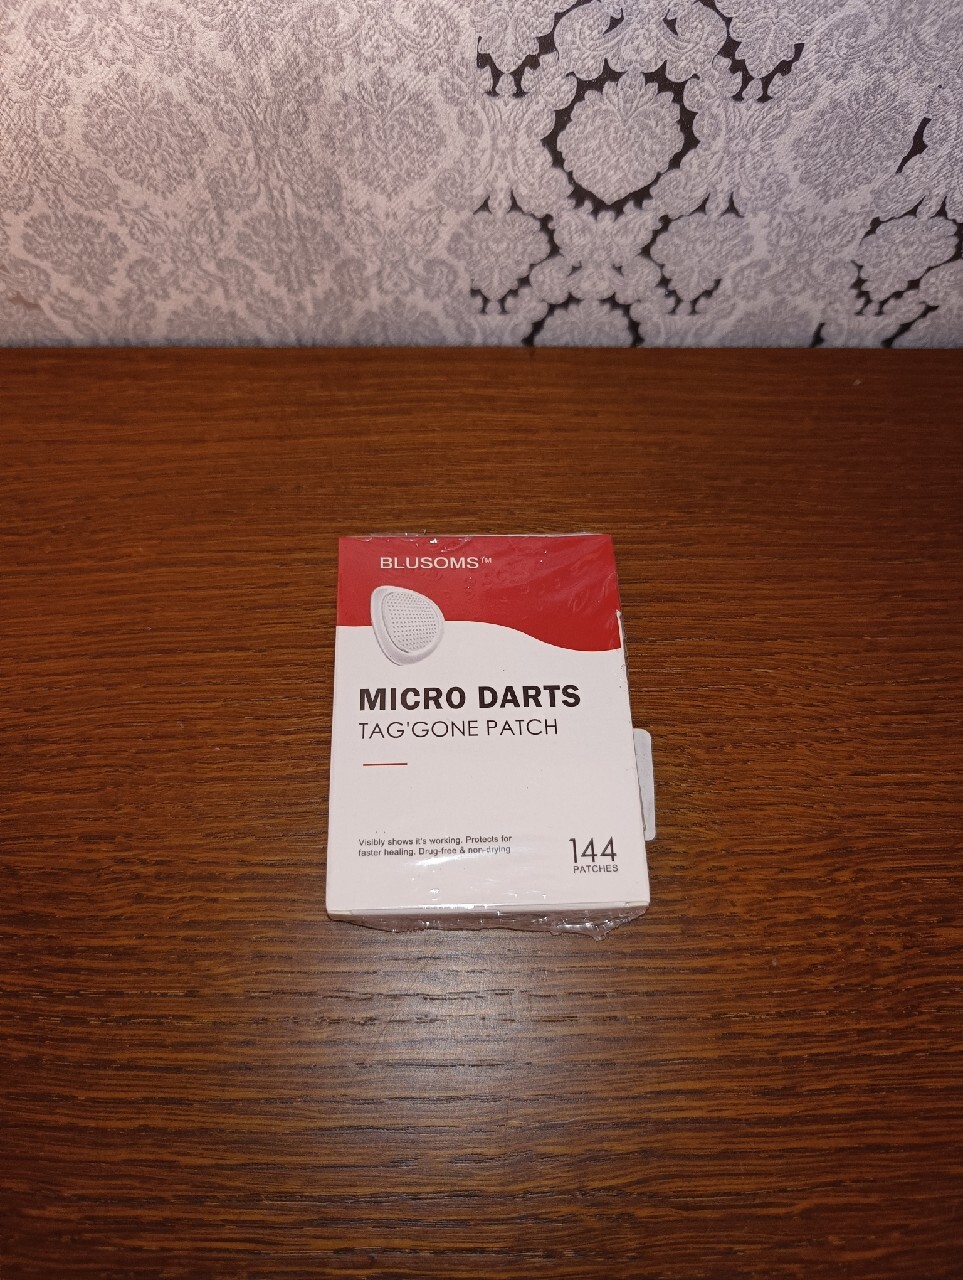 BLUSOMS™
MICRO DARTS
TAG'GONE PATCH
Visibly shows it's working. Protects for
faster healing. Drug-free & non-drying
144
PATCHES